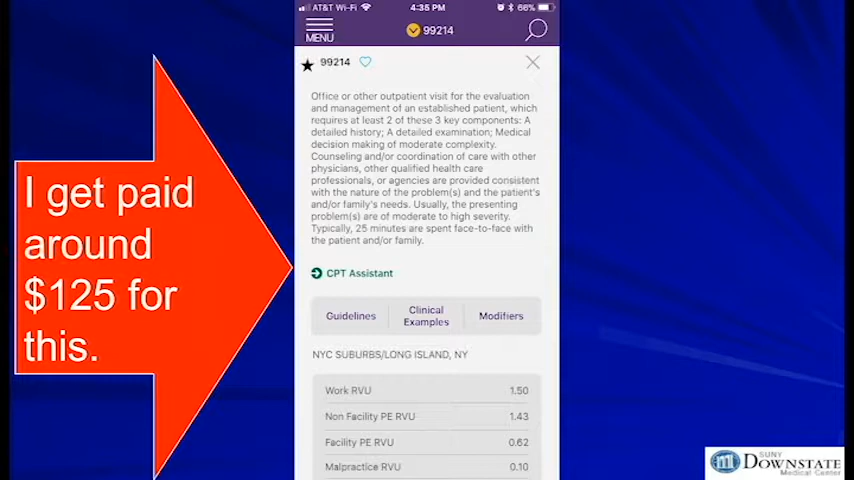 AT&T Wi-Fi 4:35 PM 66%
MENU
99214
99214
Office or other outpatient visit for the evaluation
and management of an established patient, which
requires at least 2 of these 3 key components: A
detailed history; A detailed examination; Medical
decision making of moderate complexity.
Counseling and/or coordination of care with other
physicians, other qualified health care
professionals, or agencies are provided consistent
with the nature of the problem(s) and the patient's
and/or family's needs. Usually, the presenting
problem(s) are of moderate to high severity.
Typically, 25 minutes are spent face-to-face with
the patient and/or family.
I get paid
around
$125 for
this.
CPT Assistant
Guidelines
Clinical
Examples
Modifiers
NYC SUBURBS/LONG ISLAND, NY
Work RVU 1.50
Non Facility PE RVU 1.43
Facility PE RVU 0.62
Malpractice RVU 0.10
SUNY
DOWNSTATE
Medical Center